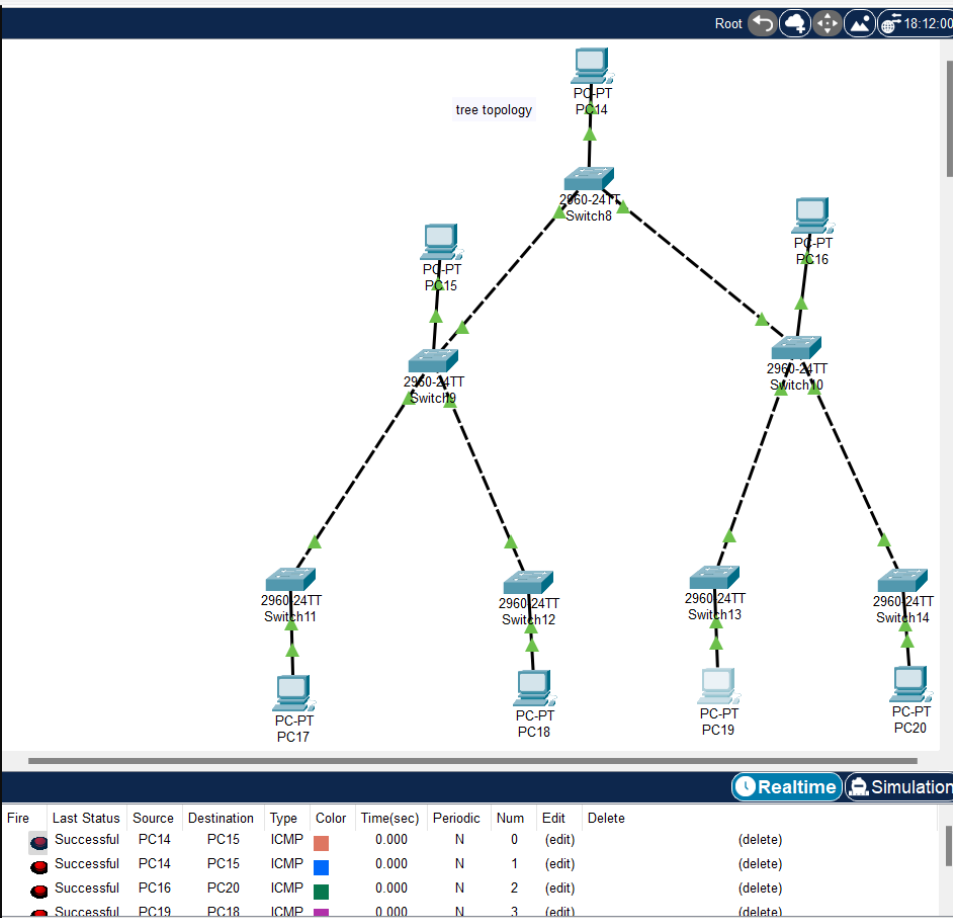 Root 18:12:00
PC-PT
PC14
tree topology
2960-24TT
Switch8
PC-PT
PC16
PC-PT
PC15
2960-24TT
Switch10
2960-24TT
Switch9
2960-24TT
Switch11
2960-24TT
Switch12
2960-24TT
Switch13
2960-24TT
Switch14
PC-PT
PC17
PC-PT
PC18
PC-PT
PC19
PC-PT
PC20
Realtime Simulation
Fire Last Status Source Destination Type Color Time(sec) Periodic Num Edit Delete
Successful PC14 PC15 ICMP 0.000 N 0 (edit) (delete)
Successful PC14 PC15 ICMP 0.000 N 1 (edit) (delete)
Successful PC16 PC20 ICMP 0.000 N 2 (edit) (delete)
Successful PC19 PC18 ICMP 0.000 N 3 (edit) (delete)